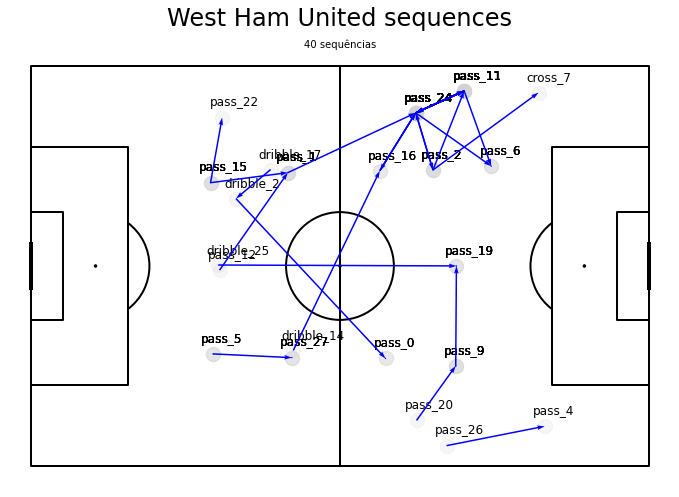 West Ham United sequences
40 sequências
pass_11
cross_7
pass_24
pass_22
pass_16
pass_2
pass_6
dribble_17
pass_1
pass_15
dribble_2
dribble_25
pass_12
pass_19
dribble_14
pass_5
pass_27
pass_0
pass_9
pass_20
pass_4
pass_26